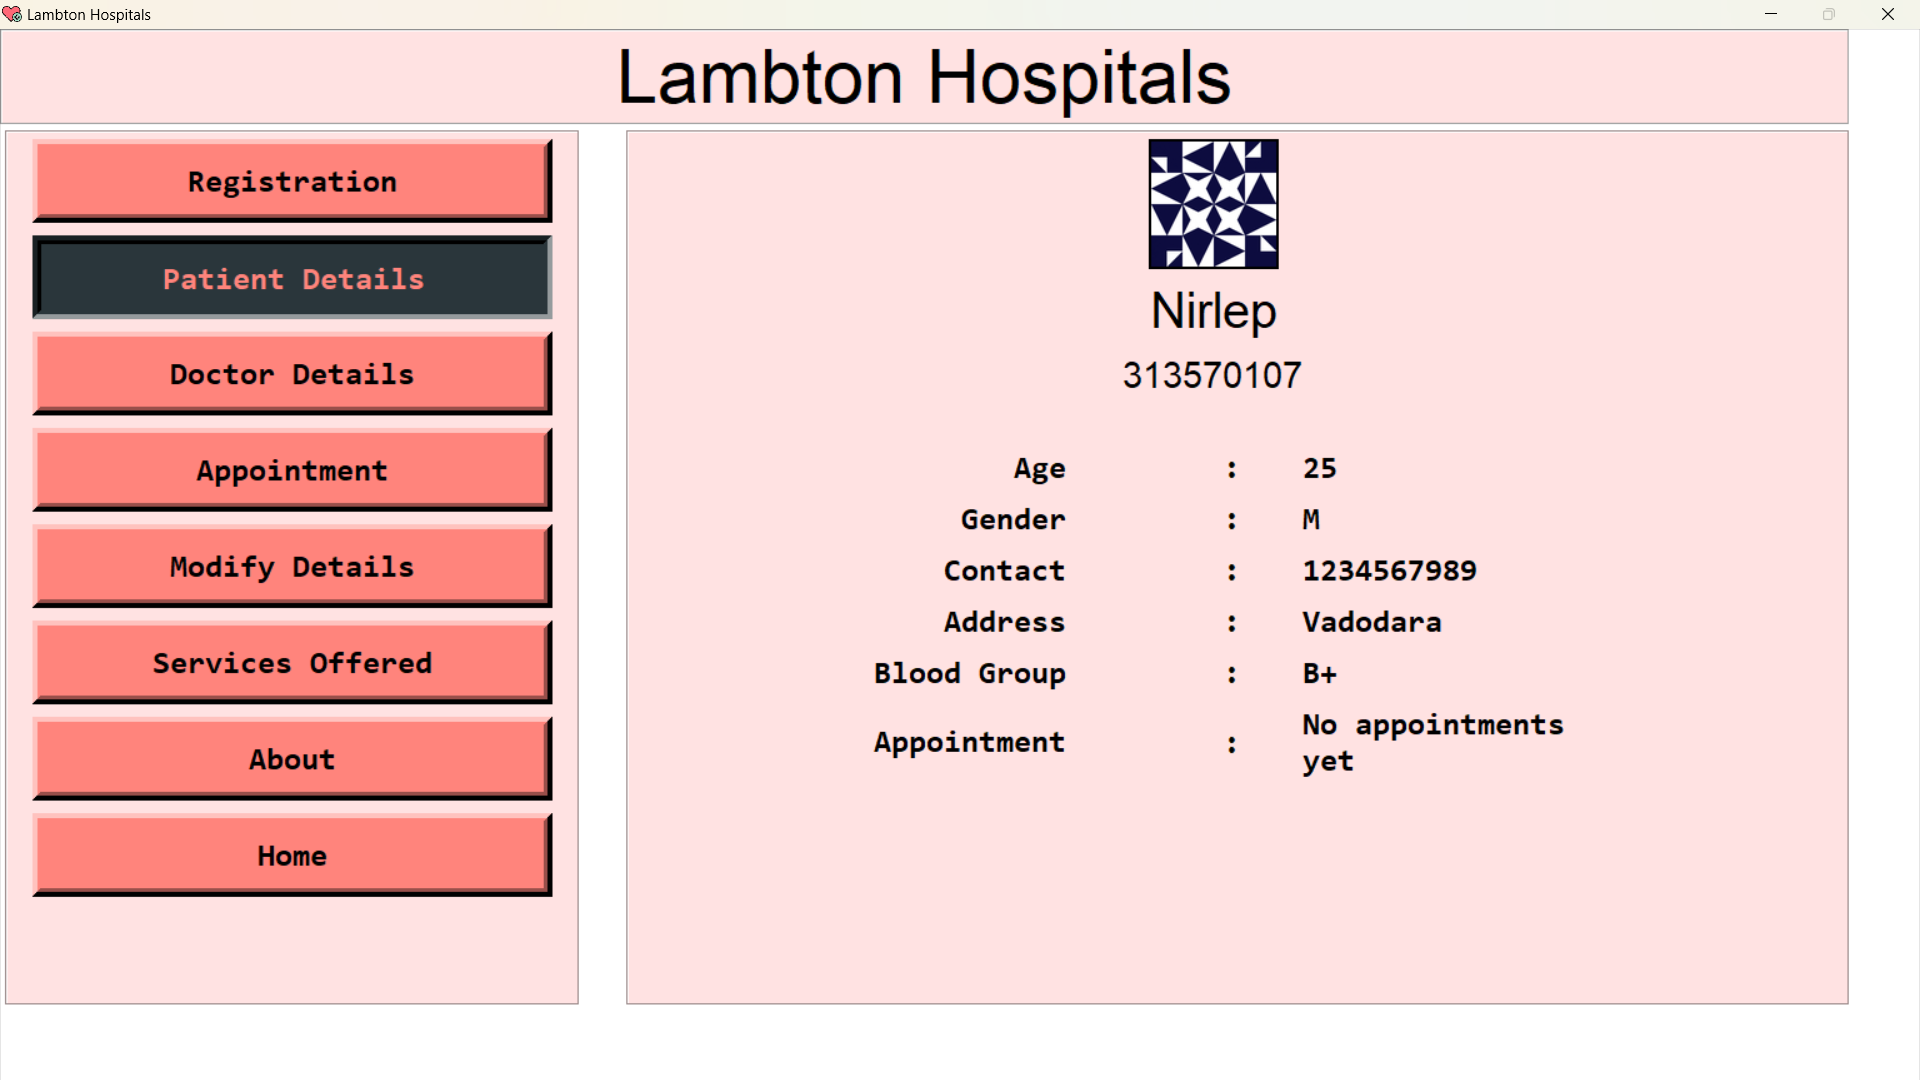 Lambton Hospitals
Lambton Hospitals
Registration
Patient Details
Doctor Details
Appointment
Modify Details
Services Offered
About
Home
Nirlep
313570107
Age : 25
Gender : M
Contact : 1234567989
Address : Vadodara
Blood Group : B+
Appointment : No appointments
yet